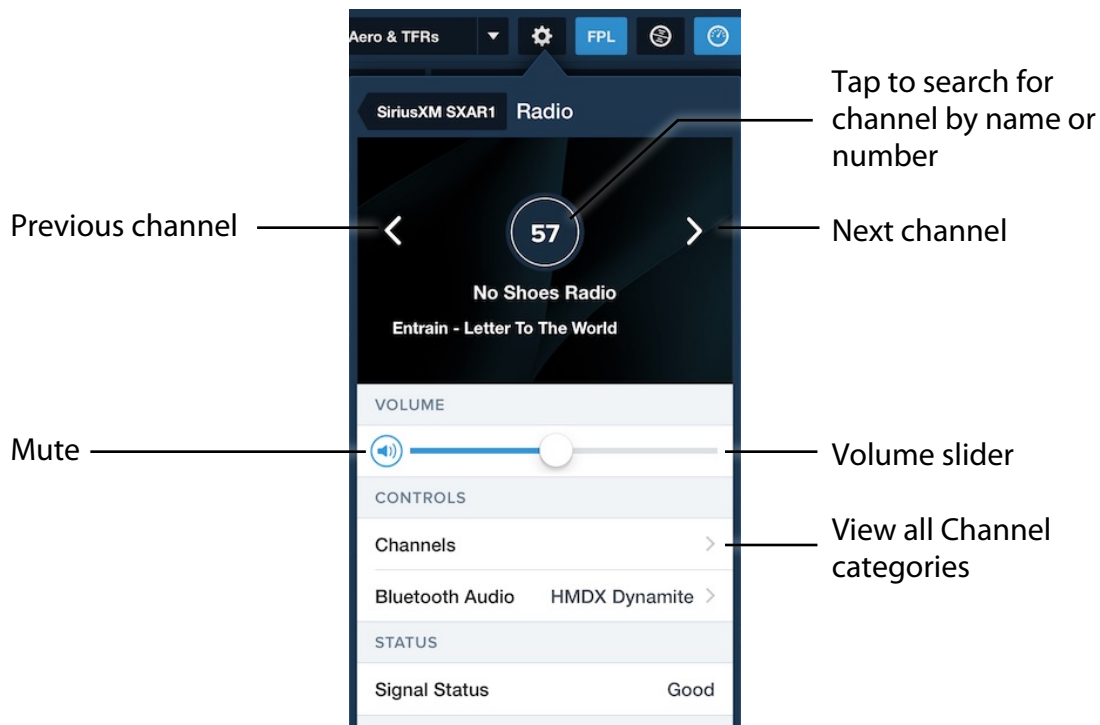 Aero & TFRs
FPL
SiriusXM SXAR1 Radio
Tap to search for
channel by name or
number
Previous channel
57
Next channel
No Shoes Radio
Entrain - Letter To The World
VOLUME
Mute
Volume slider
CONTROLS
Channels
View all Channel
categories
Bluetooth Audio HMDX Dynamite
STATUS
Signal Status Good